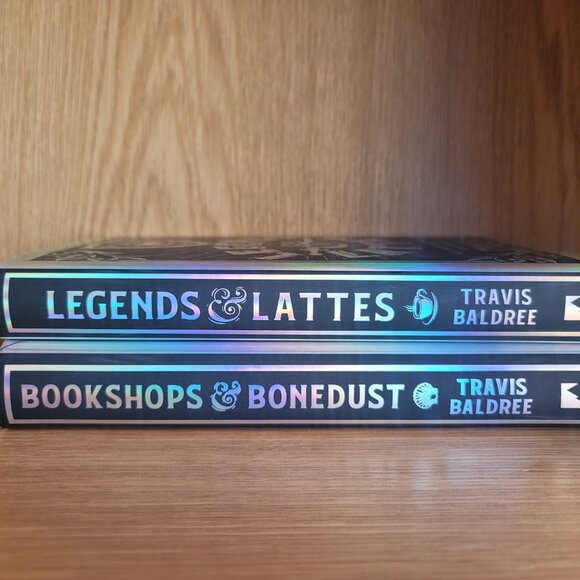 LEGENDS & LATTES
TRAVIS
BALDREE
BOOKSHOPS & BONEDUST
TRAVIS
BALDREE